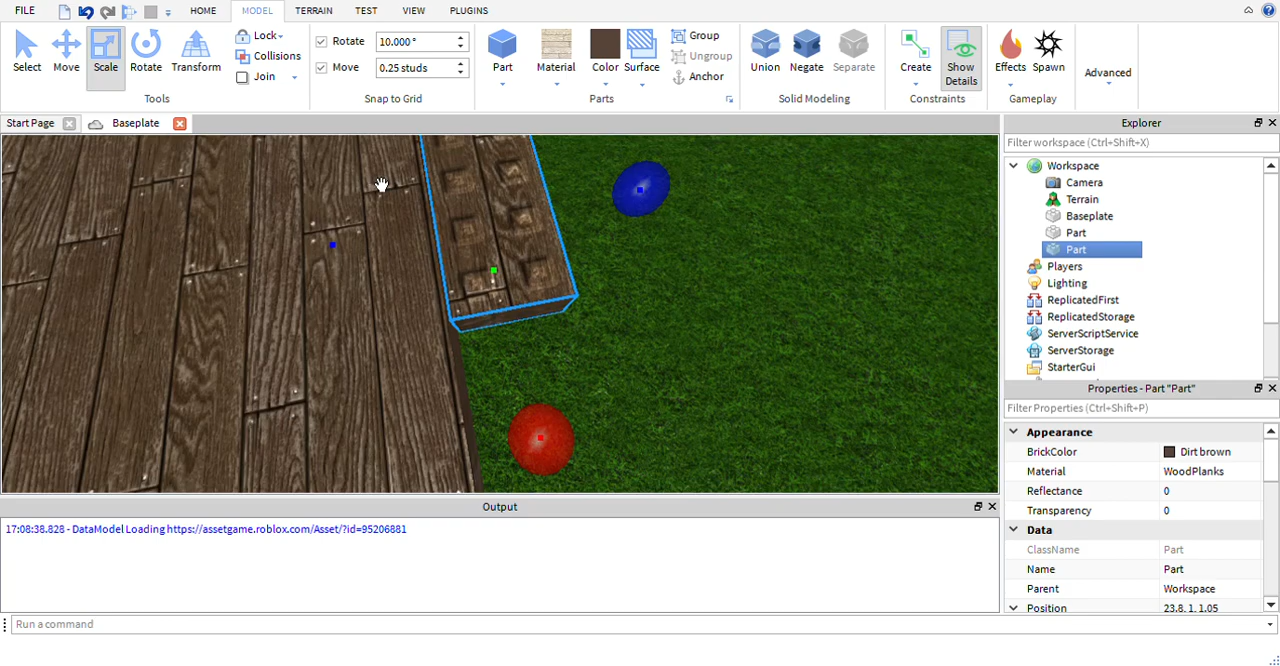 FILE HOME MODEL TERRAIN TEST VIEW PLUGINS
Select Move Scale Rotate Transform
Lock
Collisions
Join
Tools
Rotate 10.000 °
Move 0.25 studs
Snap to Grid
Part Material Color Surface
Group
Ungroup
Anchor
Parts
Union Negate Separate
Solid Modeling
Create Show Details
Constraints
Effects Spawn
Gameplay
Advanced
Start Page Baseplate
Explorer
Filter workspace (Ctrl+Shift+X)
Workspace
Camera
Terrain
Baseplate
Part
Part
Players
Lighting
ReplicatedFirst
ReplicatedStorage
ServerScriptService
ServerStorage
StarterGui
Properties - Part "Part"
Filter Properties (Ctrl+Shift+P)
Appearance
BrickColor Dirt brown
Material WoodPlanks
Reflectance 0
Transparency 0
Data
ClassName Part
Name Part
Parent Workspace
Position 23.8, 1, 1.05
Output
17:08:38.828 - DataModel Loading https://assetgame.roblox.com/Asset/?id=95206881
Run a command